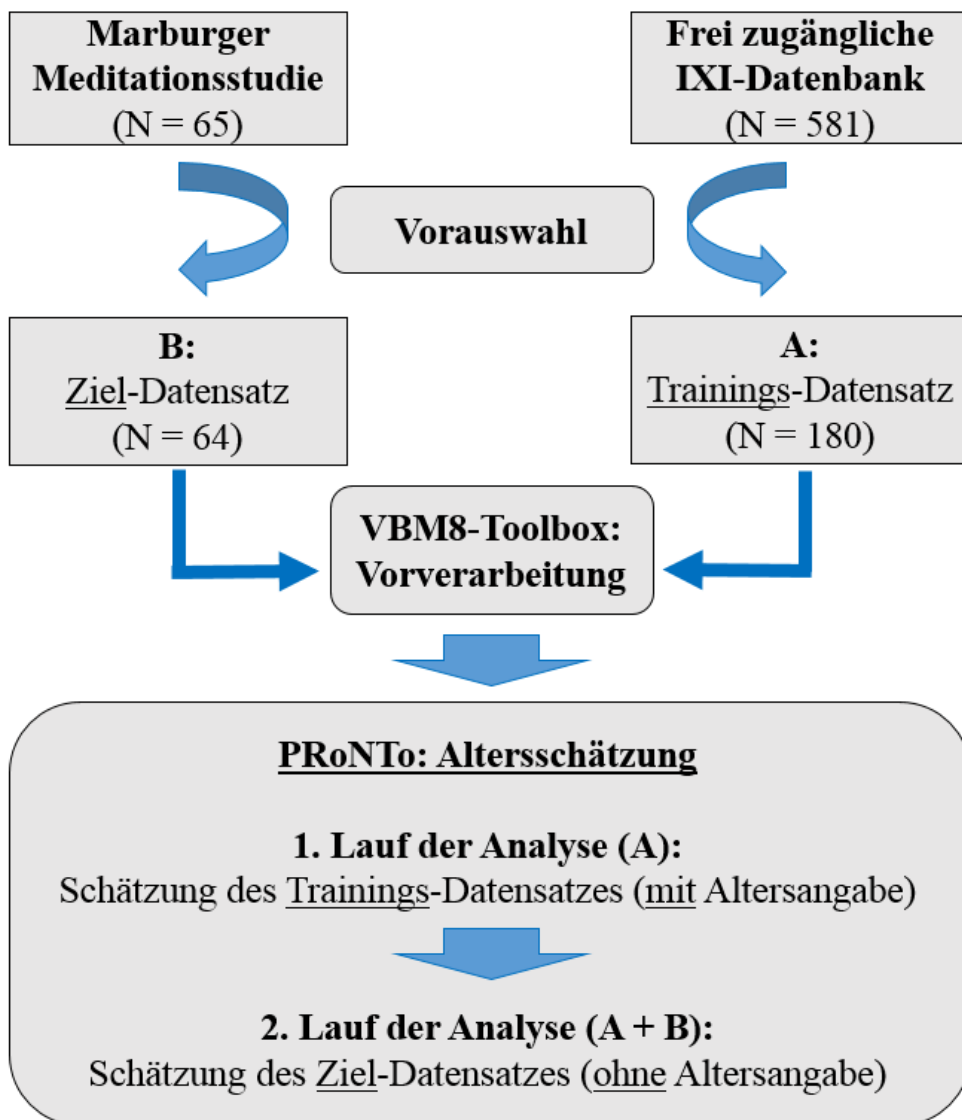 Marburger
Meditationsstudie
(N = 65)
Frei zugängliche
IXI-Datenbank
(N = 581)
Vorauswahl
B:
Ziel-Datensatz
(N = 64)
A:
Trainings-Datensatz
(N = 180)
VBM8-Toolbox:
Vorverarbeitung
PRoNTo: Altersschätzung
1. Lauf der Analyse (A):
Schätzung des Trainings-Datensatzes (mit Altersangabe)
2. Lauf der Analyse (A + B):
Schätzung des Ziel-Datensatzes (ohne Altersangabe)